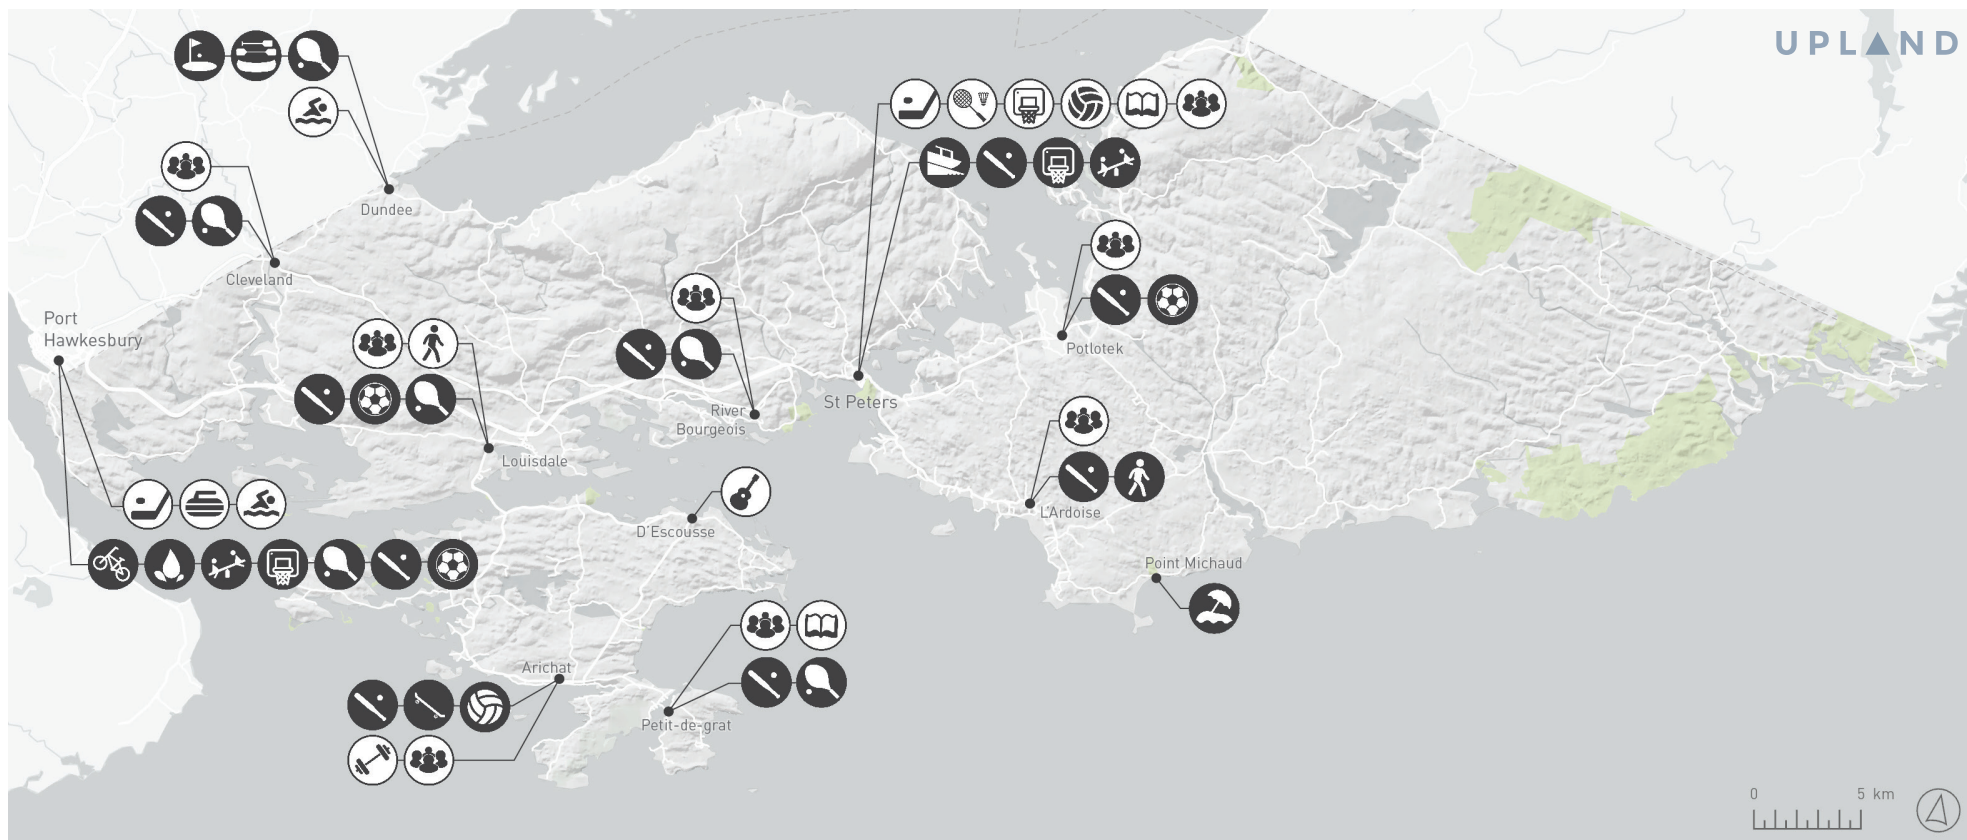 UPLAND
Dundee
Cleveland
Port
Hawkesbury
Potlotek
St Peters
River
Bourgeois
Louisdale
L'Ardoise
D'Escousse
Point Michaud
Arichat
Petit-de-grat
0 5 km